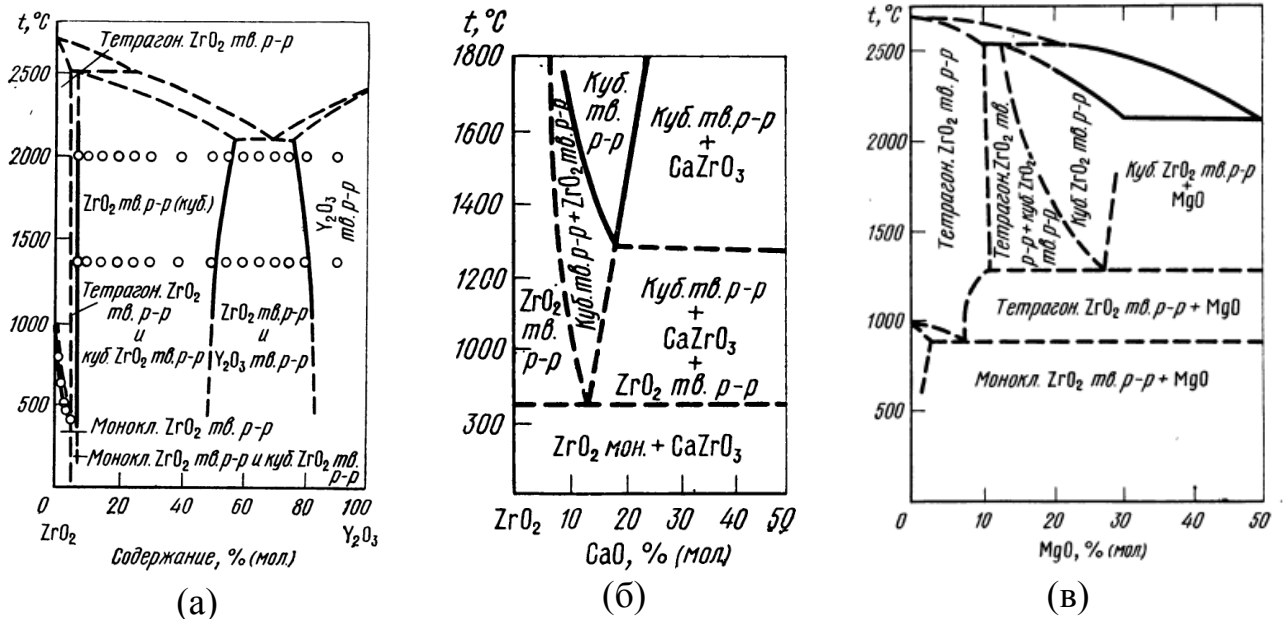 t,°C
Тетрагон. ZrO2 тв. р-р
2500
2000
ZrO2 тв. р-р (куб.)
Y2O3
тв. р-р
1500
Тетрагон. ZrO2
тв. р-р
и
куб. ZrO2 тв. р-р
ZrO2 тв. р-р
и
Y2O3 тв. р-р
1000
500
Монокл. ZrO2 тв. р-р
Монокл. ZrO2 тв. р-р и куб. ZrO2 тв.
р-р
0 20 40 60 80 100
ZrO2
Y2O3
Содержание, % (мол.)
(а)
t,°C
1800
1600
1400
1200
1000
300
Куб.
тв.
р-р
Куб. тв. р-р
+
CaZrO3
Куб. тв. р-р + ZrO2 тв. р-р
ZrO2
тв.
р-р
Куб. тв. р-р
+
CaZrO3
+
ZrO2 тв. р-р
ZrO2 мон. + CaZrO3
ZrO2 10 20 30 40 50
CaO, % (мол.)
(б)
t,°C
2500
2000
1500
1000
500
Тетрагон. ZrO2 тв. р-р
Тетрагон. ZrO2 тв.
р-р + куб. ZrO2
тв. р-р
Куб. ZrO2 тв. р-р
Куб. ZrO2 тв. р-р
+
MgO
Тетрагон. ZrO2 тв. р-р + MgO
Монокл. ZrO2 тв. р-р + MgO
0 10 20 30 40 50
MgO, % (мол.)
(в)